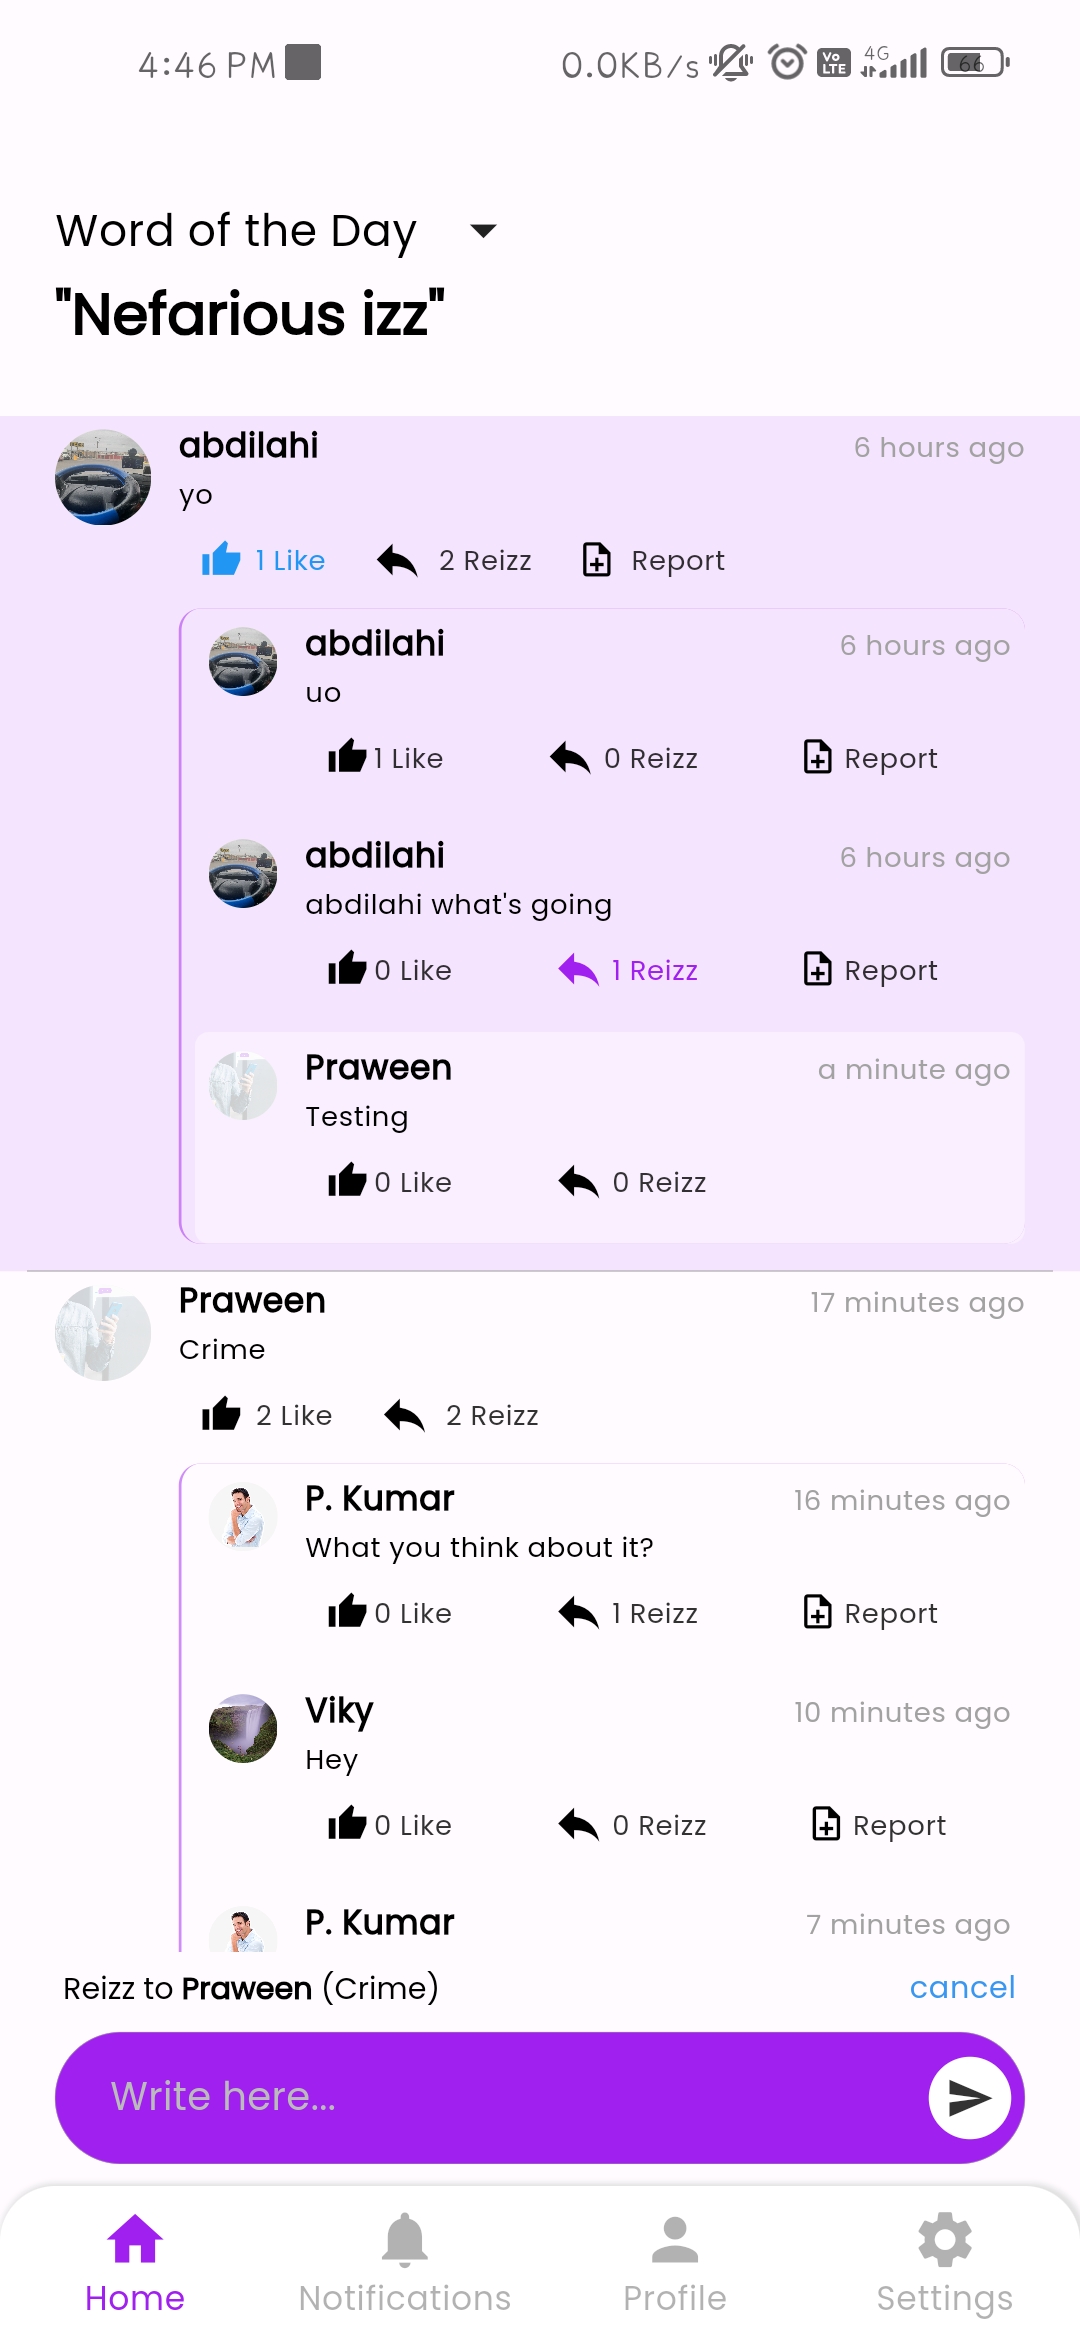 4:46 PM 0.0KB/s Vo LTE 4G 66
Word of the Day
"Nefarious izz"
abdilahi 6 hours ago
yo
1 Like 2 Reizz Report
abdilahi 6 hours ago
uo
1 Like 0 Reizz Report
abdilahi 6 hours ago
abdilahi what's going
0 Like 1 Reizz Report
Praween a minute ago
Testing
0 Like 0 Reizz
Praween 17 minutes ago
Crime
2 Like 2 Reizz
P. Kumar 16 minutes ago
What you think about it?
0 Like 1 Reizz Report
Viky 10 minutes ago
Hey
0 Like 0 Reizz Report
P. Kumar 7 minutes ago
Reizz to Praween (Crime) cancel
Write here...
Home Notifications Profile Settings